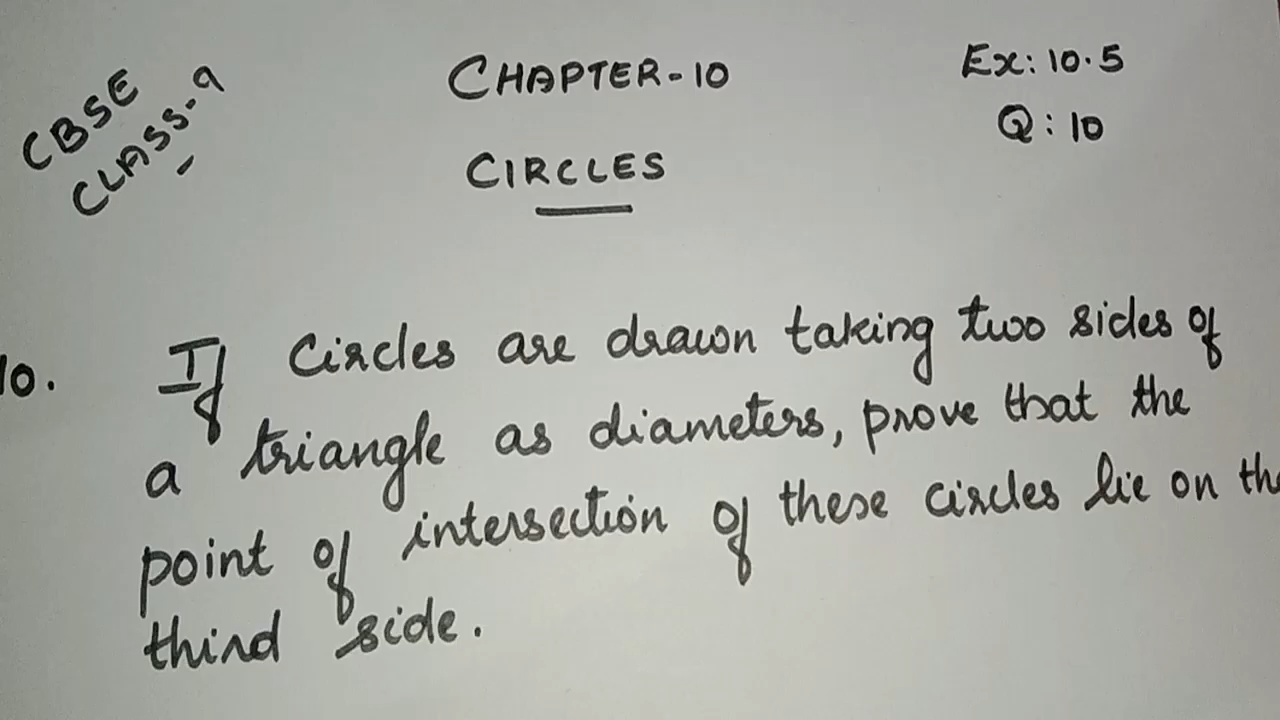 CBSE
CLASS-9
CHAPTER-10
CIRCLES
Ex: 10.5
Q: 10
10. If circles are drawn taking two sides of
a triangle as diameters, prove that the
point of intersection of these circles lie on the
third side.